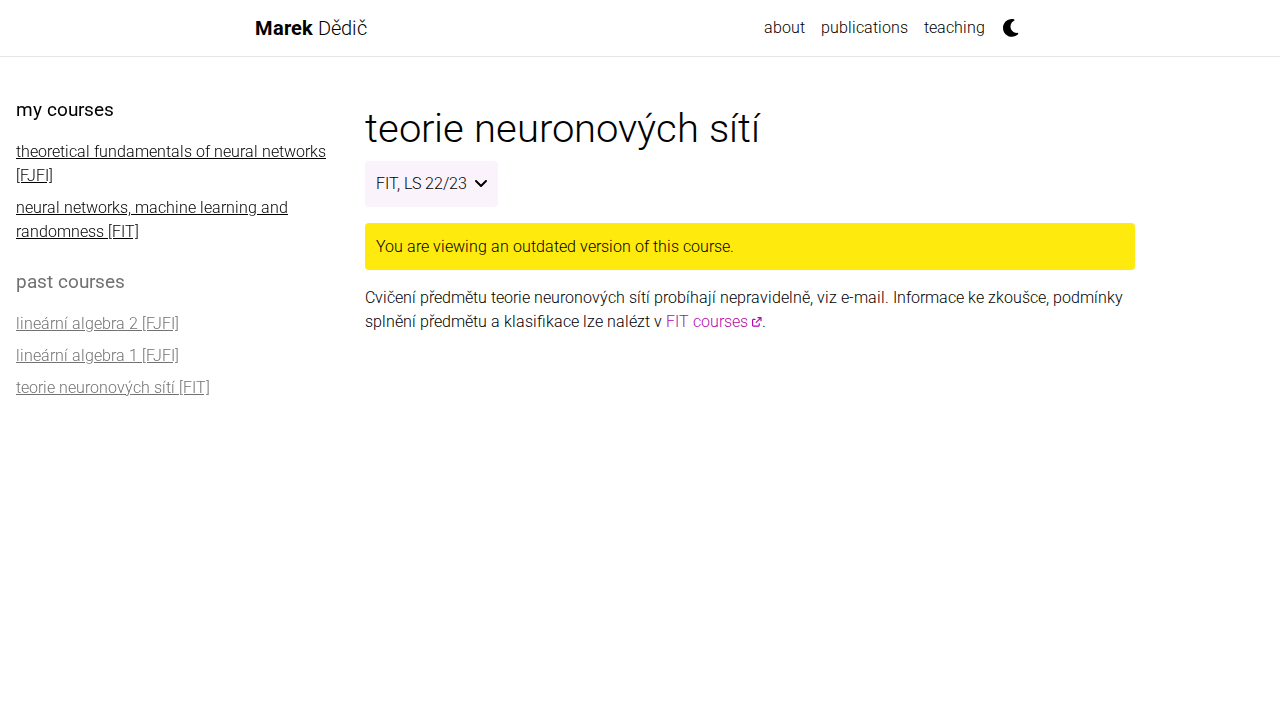 Marek Dědič
about
publications
teaching
my courses
theoretical fundamentals of neural networks
[FJFI]
neural networks, machine learning and
randomness [FIT]
past courses
lineární algebra 2 [FJFI]
lineární algebra 1 [FJFI]
teorie neuronových sítí [FIT]
teorie neuronových sítí
FIT, LS 22/23
You are viewing an outdated version of this course.
Cvičení předmětu teorie neuronových sítí probíhají nepravidelně, viz e-mail. Informace ke zkoušce, podmínky
splnění předmětu a klasifikace lze nalézt v FIT courses.